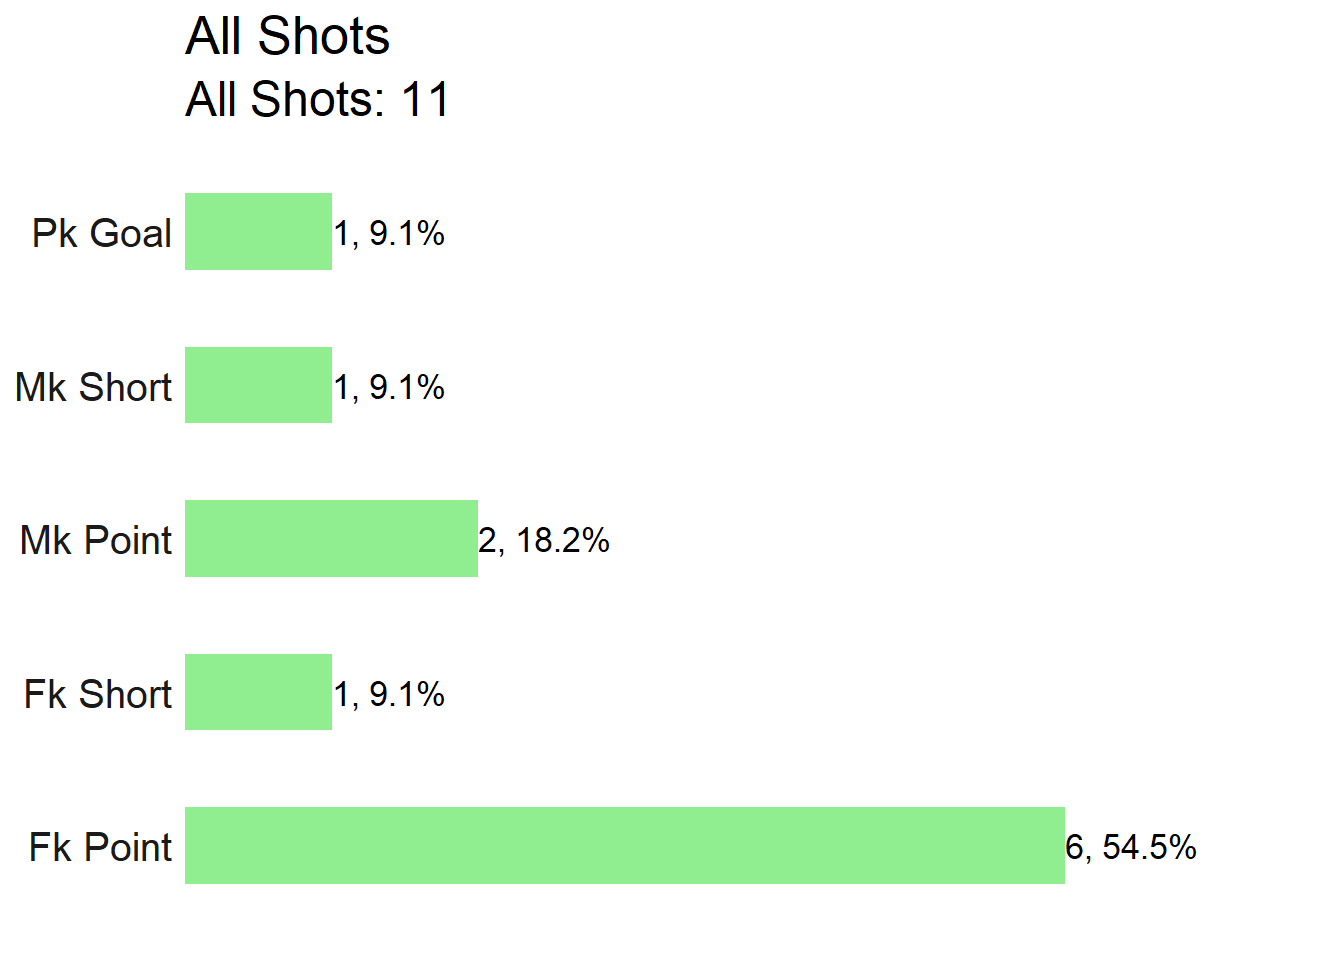 All Shots
All Shots: 11
Pk Goal 1, 9.1%
Mk Short 1, 9.1%
Mk Point 2, 18.2%
Fk Short 1, 9.1%
Fk Point 6, 54.5%